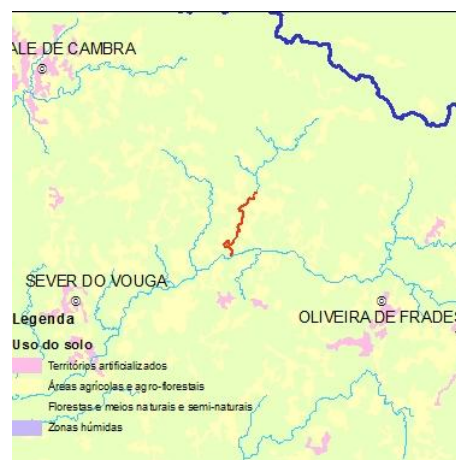 ALE DE CAMBRA
SEVER DO VOUGA
OLIVEIRA DE FRADES
Legenda
Uso do solo
Territórios artificializados
Áreas agrícolas e agro-florestais
Florestas e meios naturais e semi-naturais
Zonas húmidas